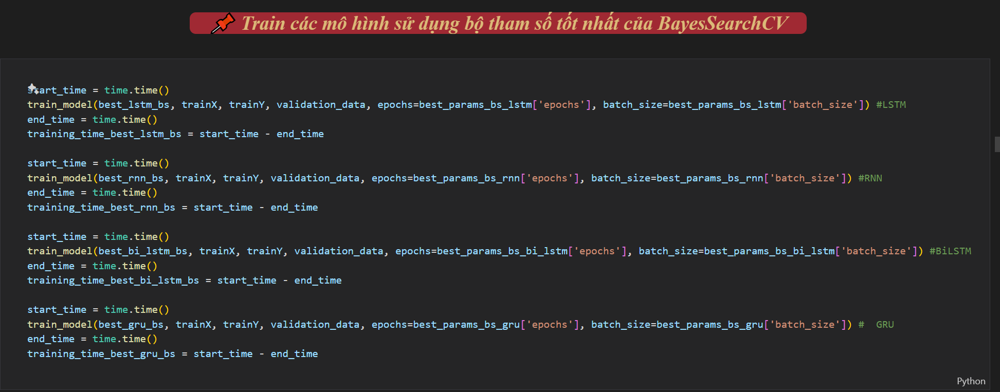 📌 Train các mô hình sử dụng bộ tham số tốt nhất của BayesSearchCV
start_time = time.time()
train_model(best_lstm_bs, trainX, trainY, validation_data, epochs=best_params_bs_lstm['epochs'], batch_size=best_params_bs_lstm['batch_size']) #LSTM
end_time = time.time()
training_time_best_lstm_bs = start_time - end_time
start_time = time.time()
train_model(best_rnn_bs, trainX, trainY, validation_data, epochs=best_params_bs_rnn['epochs'], batch_size=best_params_bs_rnn['batch_size']) #RNN
end_time = time.time()
training_time_best_rnn_bs = start_time - end_time
start_time = time.time()
train_model(best_bi_lstm_bs, trainX, trainY, validation_data, epochs=best_params_bs_bi_lstm['epochs'], batch_size=best_params_bs_bi_lstm['batch_size']) #BiLSTM
end_time = time.time()
training_time_best_bi_lstm_bs = start_time - end_time
start_time = time.time()
train_model(best_gru_bs, trainX, trainY, validation_data, epochs=best_params_bs_gru['epochs'], batch_size=best_params_bs_gru['batch_size']) #  GRU
end_time = time.time()
training_time_best_gru_bs = start_time - end_time
Python